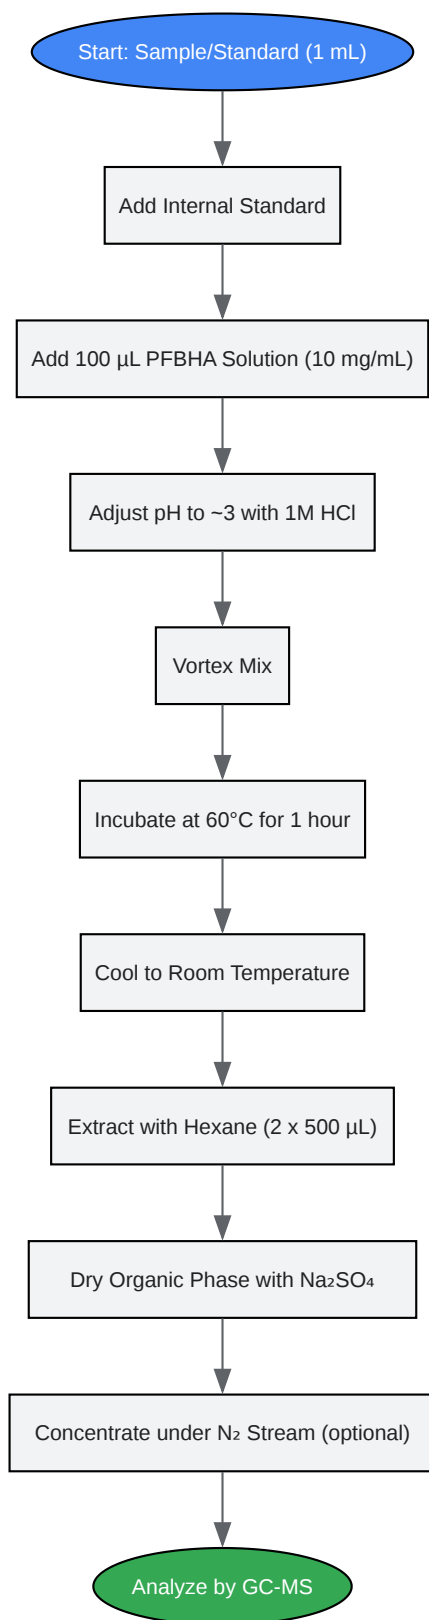 Start: Sample/Standard (1 mL)
Add Internal Standard
Add 100 µL PFBHA Solution (10 mg/mL)
Adjust pH to ~3 with 1M HCl
Vortex Mix
Incubate at 60°C for 1 hour
Cool to Room Temperature
Extract with Hexane (2 x 500 µL)
Dry Organic Phase with Na₂SO₄
Concentrate under N₂ Stream (optional)
Analyze by GC-MS